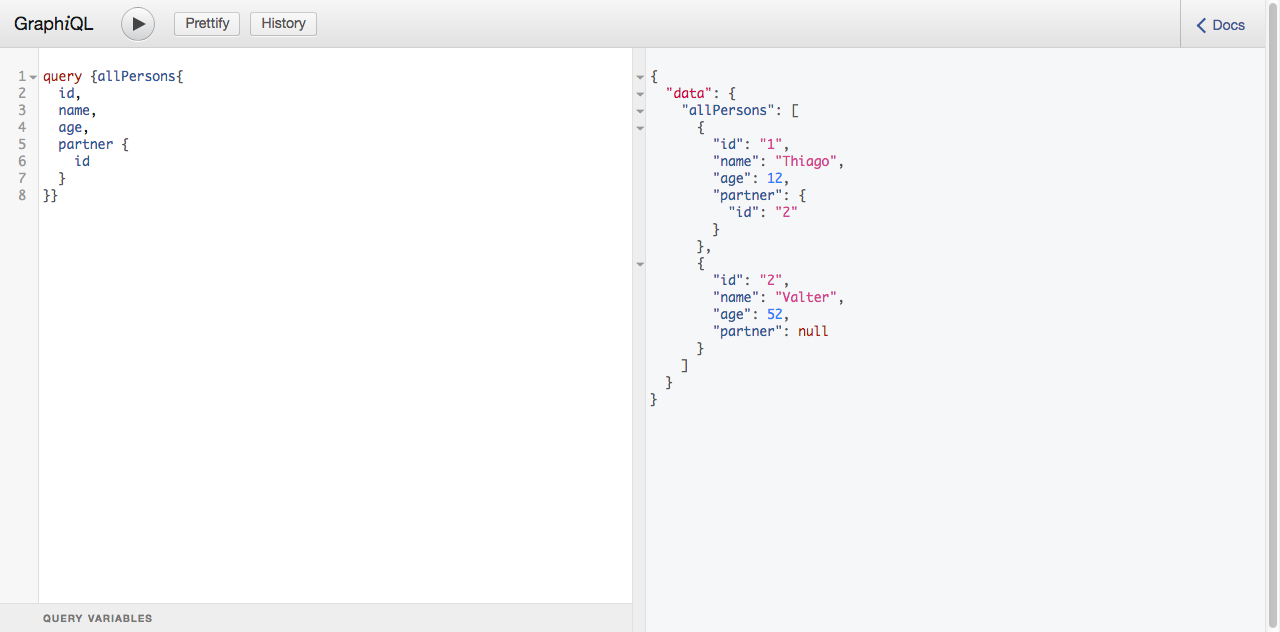 GraphiQL
Prettify
History
Docs
1 query {allPersons{
2   id,
3   name,
4   age,
5   partner {
6     id
7   }
8 }}
QUERY VARIABLES
{
  "data": {
    "allPersons": [
      {
        "id": "1",
        "name": "Thiago",
        "age": 12,
        "partner": {
          "id": "2"
        }
      },
      {
        "id": "2",
        "name": "Valter",
        "age": 52,
        "partner": null
      }
    ]
  }
}